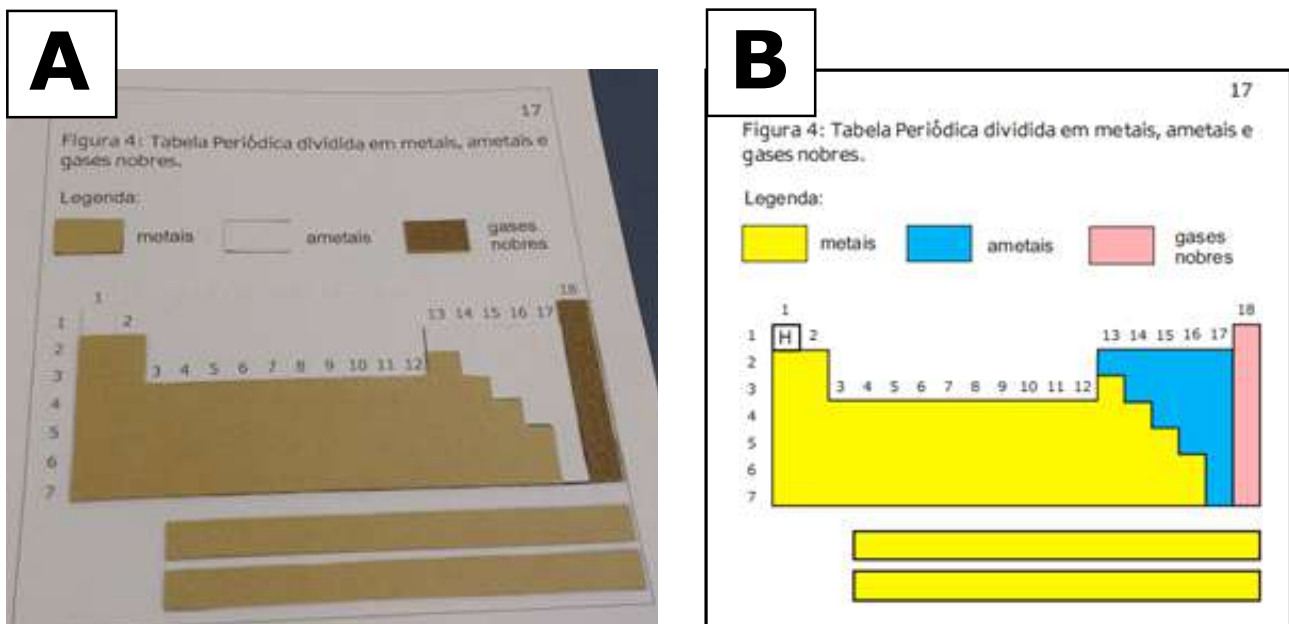 A
17
Figura 4: Tabela Periódica dividida em metais, ametais e
gases nobres.
Legenda:
metais ametais gases
nobres
1 18
1 2 13 14 15 16 17
2
3 3 4 5 6 7 8 9 10 11 12
4
5
6
7
B
17
Figura 4: Tabela Periódica dividida em metais, ametais e
gases nobres.
Legenda:
metais ametais gases
nobres
1 18
1 H 2 13 14 15 16 17
2
3 3 4 5 6 7 8 9 10 11 12
4
5
6
7